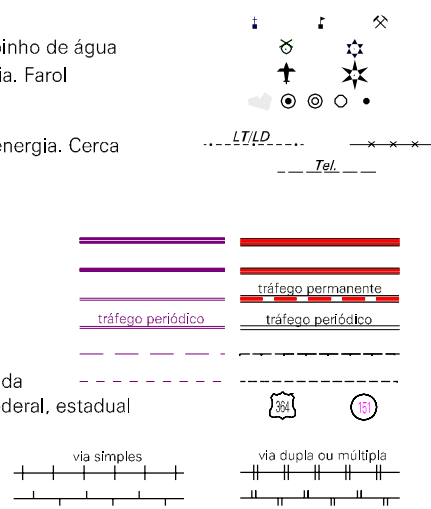 inho de água
ia. Farol
energia. Cerca
LT/LD
Tel.
tráfego permanente
tráfego periódico
tráfego periódico
da
deral, estadual
364
151
via simples
via dupla ou múltipla